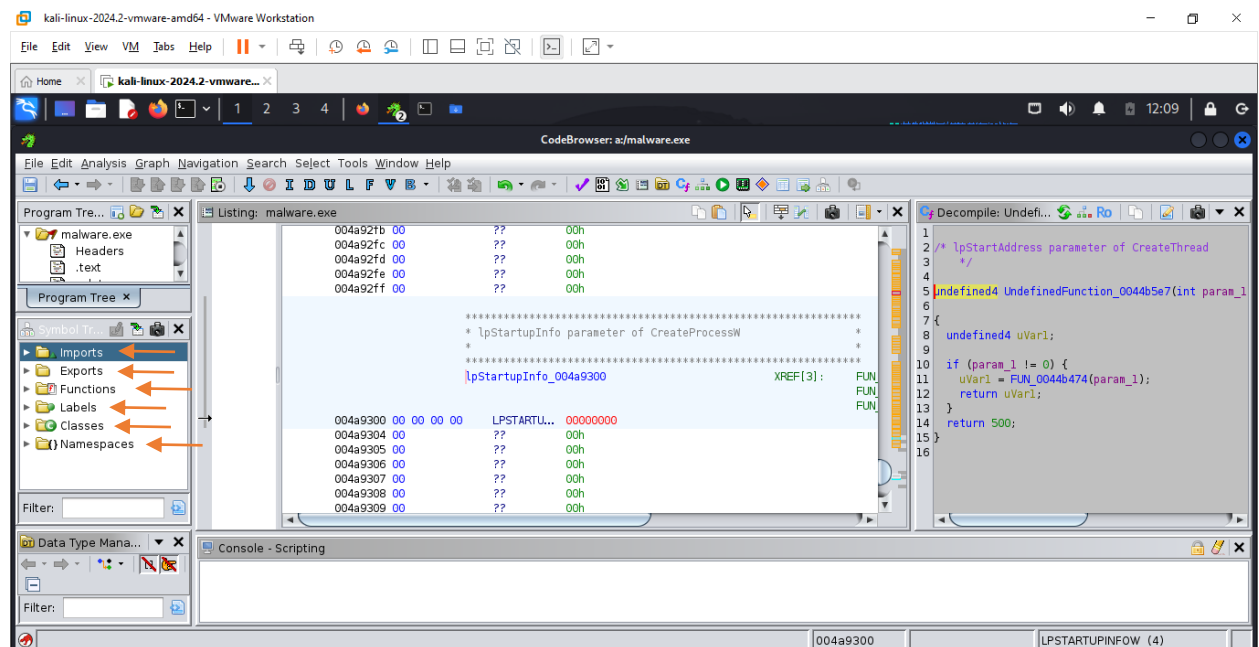 kali-linux-2024.2-vmware-amd64 - VMware Workstation
File Edit View VM Tabs Help
Home kali-linux-2024.2-vmware...
1 2 3 4 2 12:09
CodeBrowser: a:/malware.exe
File Edit Analysis Graph Navigation Search Select Tools Window Help
I D U L F V B
Program Tre...
malware.exe
Headers
.text
Program Tree
Symbol Tr...
Imports
Exports
Functions
Labels
Classes
Namespaces
Filter:
Data Type Mana...
Filter:
Listing: malware.exe
004a92fb 00 ?? 00h
004a92fc 00 ?? 00h
004a92fd 00 ?? 00h
004a92fe 00 ?? 00h
004a92ff 00 ?? 00h
**************************************************
* lpStartupInfo parameter of CreateProcessW *
* *
**************************************************
lpStartupInfo_004a9300 XREF[3]: FUN_
FUN_
FUN_
004a9300 00 00 00 00 LPSTARTU... 00000000
004a9304 00 ?? 00h
004a9305 00 ?? 00h
004a9306 00 ?? 00h
004a9307 00 ?? 00h
004a9308 00 ?? 00h
004a9309 00 ?? 00h
Decompile: Undefi... Ro
1
2 /* lpStartAddress parameter of CreateThread
3 */
4
5 undefined4 UndefinedFunction_0044b5e7(int param_1
6
7 {
8 undefined4 uVar1;
9
10 if (param_1 != 0) {
11 uVar1 = FUN_0044b474(param_1);
12 return uVar1;
13 }
14 return 500;
15 }
16
Console - Scripting
004a9300 LPSTARTUPINFOW (4)